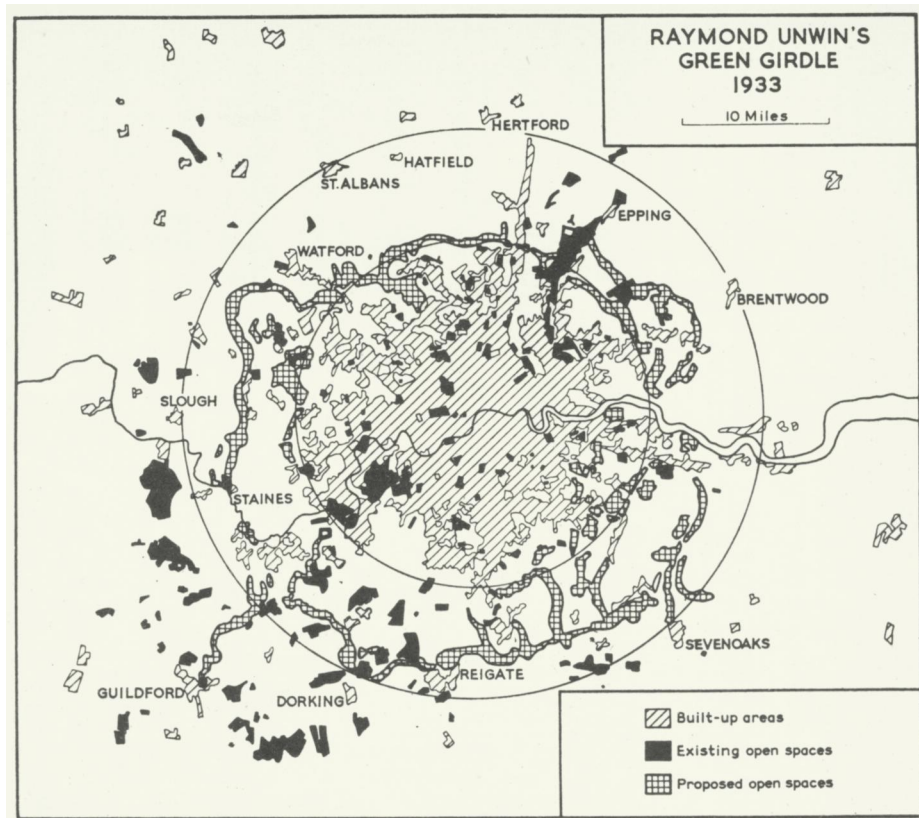 RAYMOND UNWIN'S
GREEN GIRDLE
1933
10 Miles
HERTFORD
HATFIELD
ST. ALBANS
EPPING
WATFORD
BRENTWOOD
SLOUGH
STAINES
SEVENOAKS
REIGATE
GUILDFORD
DORKING
Built-up areas
Existing open spaces
Proposed open spaces